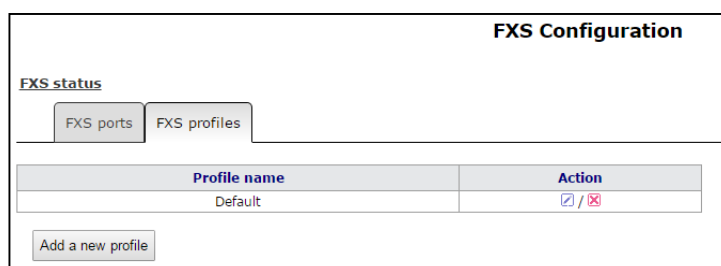 FXS Configuration
FXS status
FXS ports FXS profiles
Profile name Action
Default /
Add a new profile